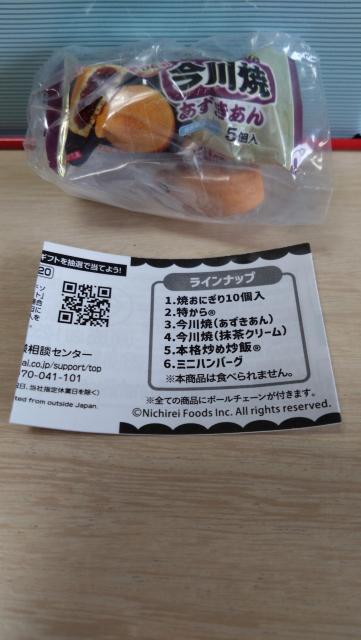 今川焼
あずきあん
5個入
ギフトを抽選で当てよう!
談相談センター
al.co.jp/support/top
70-041-101
日、当社指定休業日を除く)
ted from outside Japan.
ラインナップ
1.焼おにぎり10個入
2.特から®
3.今川焼(あずきあん)
4.今川焼(抹茶クリーム)
5.本格炒め炒飯®
6.ミニハンバーグ
※本商品は食べられません。
※全ての商品にボールチェーンが付きます。
©Nichirei Foods Inc. All rights reserved.